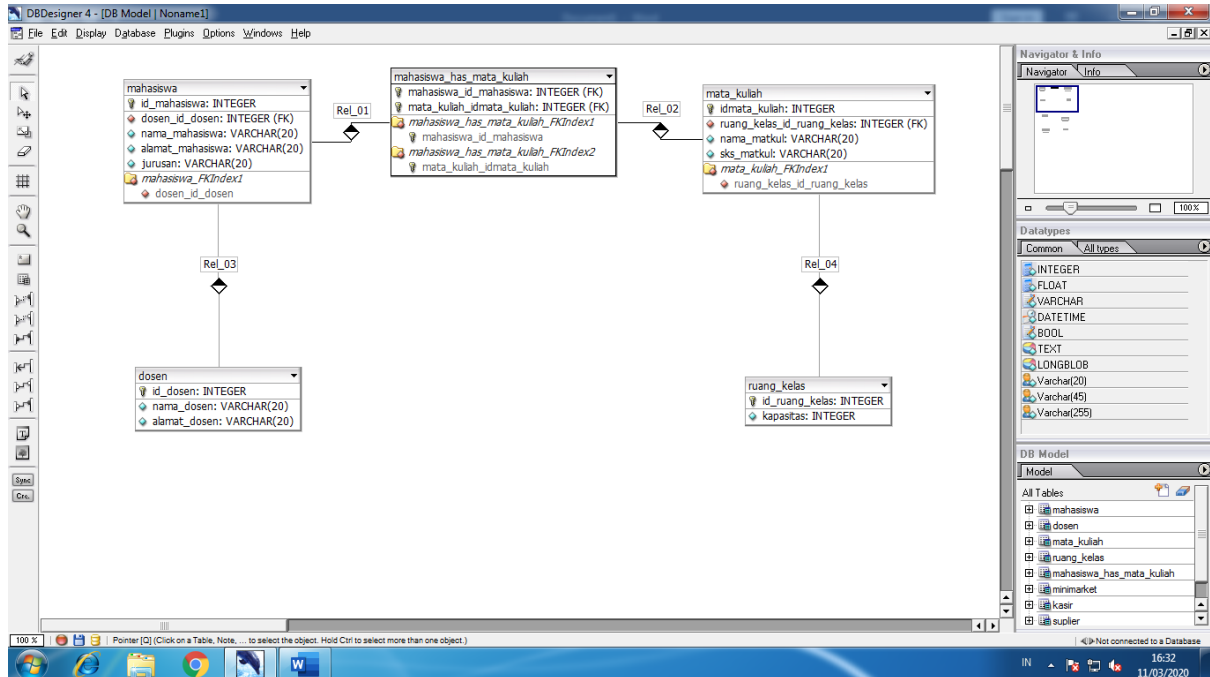 DBDesigner 4 - [DB Model | Noname1]
File Edit Display Database Plugins Options Windows Help
mahasiswa
id_mahasiswa: INTEGER
dosen_id_dosen: INTEGER (FK)
nama_mahasiswa: VARCHAR(20)
alamat_mahasiswa: VARCHAR(20)
jurusan: VARCHAR(20)
mahasiswa_FKIndex1
dosen_id_dosen
Rel_01
mahasiswa_has_mata_kuliah
mahasiswa_id_mahasiswa: INTEGER (FK)
mata_kuliah_idmata_kuliah: INTEGER (FK)
mahasiswa_has_mata_kuliah_FKIndex1
mahasiswa_id_mahasiswa
mahasiswa_has_mata_kuliah_FKIndex2
mata_kuliah_idmata_kuliah
Rel_02
mata_kuliah
idmata_kuliah: INTEGER
ruang_kelas_id_ruang_kelas: INTEGER (FK)
nama_matkul: VARCHAR(20)
sks_matkul: VARCHAR(20)
mata_kuliah_FKIndex1
ruang_kelas_id_ruang_kelas
Rel_03
Rel_04
dosen
id_dosen: INTEGER
nama_dosen: VARCHAR(20)
alamat_dosen: VARCHAR(20)
ruang_kelas
id_ruang_kelas: INTEGER
kapasitas: INTEGER
Sync
Crc.
Navigator & Info
Navigator Info
100%
Datatypes
Common All types
INTEGER
FLOAT
VARCHAR
DATETIME
BOOL
TEXT
LONGBLOB
Varchar(20)
Varchar(45)
Varchar(255)
DB Model
Model
All Tables
mahasiswa
dosen
mata_kuliah
ruang_kelas
mahasiswa_has_mata_kuliah
minimarket
kasir
suplier
100 % Pointer [Q] (Click on a Table, Note, ... to select the object. Hold Ctrl to select more than one object.) Not connected to a Database
IN 16:32
11/03/2020